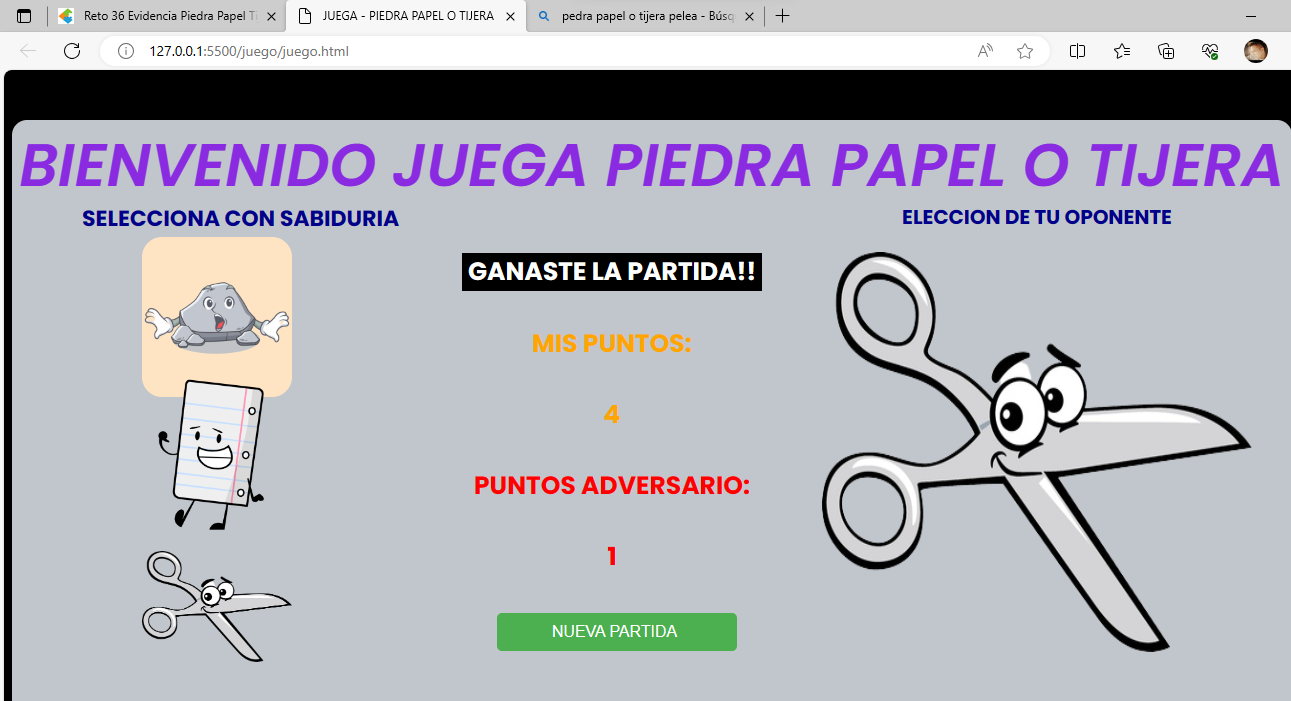 Reto 36 Evidencia Piedra Papel Ti
JUEGA - PIEDRA PAPEL O TIJERA
pedra papel o tijera pelea - Búsq
127.0.0.1:5500/juego/juego.html
BIENVENIDO JUEGA PIEDRA PAPEL O TIJERA
SELECCIONA CON SABIDURIA
ELECCION DE TU OPONENTE
GANASTE LA PARTIDA!!
MIS PUNTOS:
4
PUNTOS ADVERSARIO:
1
NUEVA PARTIDA